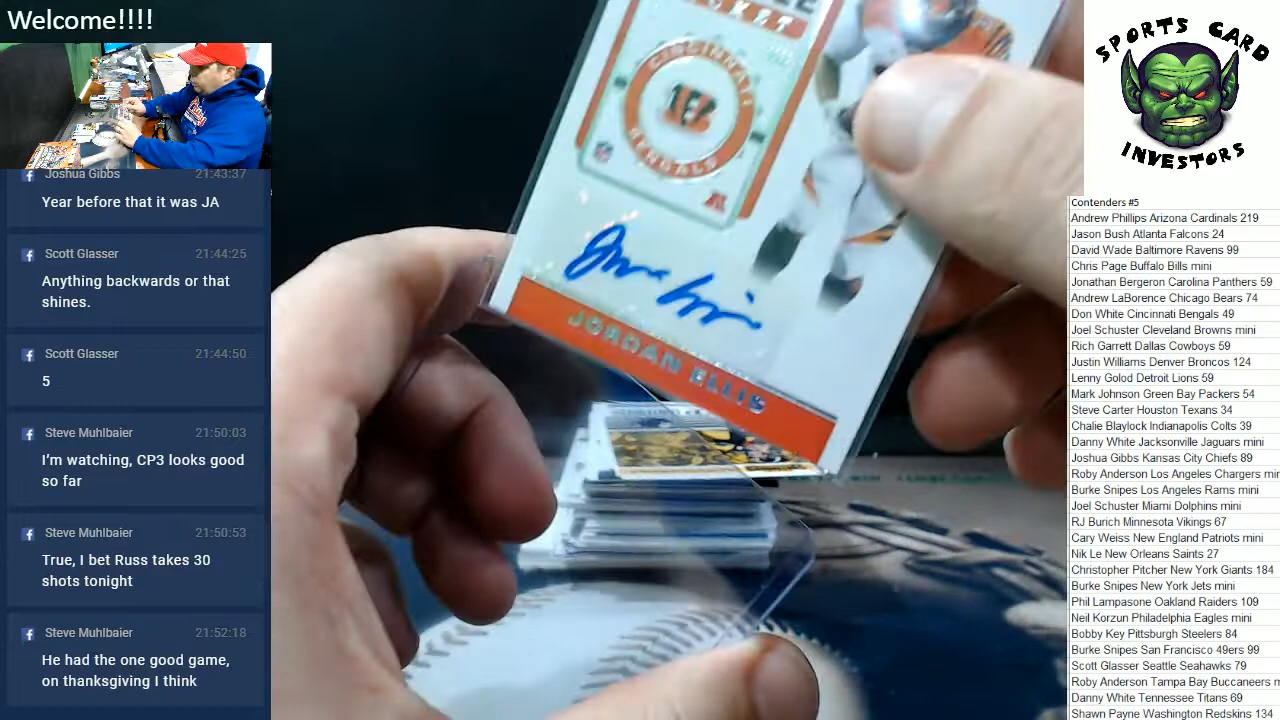 Welcome!!!!
Joshua Gibbs 21:43:37
Year before that it was JA
Scott Glasser 21:44:25
Anything backwards or that
shines.
Scott Glasser 21:44:50
5
Steve Muhlbaier 21:50:03
I'm watching, CP3 looks good
so far
Steve Muhlbaier 21:50:53
True, I bet Russ takes 30
shots tonight
Steve Muhlbaier 21:52:18
He had the one good game,
on thanksgiving I think
CINCINNATI
B
BENGALS
JORDAN ELLIS
SPORTS CARD
INVESTORS
Contenders #5
Andrew Phillips Arizona Cardinals 219
Jason Bush Atlanta Falcons 24
David Wade Baltimore Ravens 99
Chris Page Buffalo Bills mini
Jonathan Bergeron Carolina Panthers 59
Andrew LaBorence Chicago Bears 74
Don White Cincinnati Bengals 49
Joel Schuster Cleveland Browns mini
Rich Garrett Dallas Cowboys 59
Justin Williams Denver Broncos 124
Lenny Golod Detroit Lions 59
Mark Johnson Green Bay Packers 54
Steve Carter Houston Texans 34
Chalie Blaylock Indianapolis Colts 39
Danny White Jacksonville Jaguars mini
Joshua Gibbs Kansas City Chiefs 89
Roby Anderson Los Angeles Chargers mir
Burke Snipes Los Angeles Rams mini
Joel Schuster Miami Dolphins mini
RJ Burich Minnesota Vikings 67
Cary Weiss New England Patriots mini
Nik Le New Orleans Saints 27
Christopher Pitcher New York Giants 184
Burke Snipes New York Jets mini
Phil Lampasone Oakland Raiders 109
Neil Korzun Philadelphia Eagles mini
Bobby Key Pittsburgh Steelers 84
Burke Snipes San Francisco 49ers 99
Scott Glasser Seattle Seahawks 79
Roby Anderson Tampa Bay Buccaneers m
Danny White Tennessee Titans 69
Shawn Payne Washington Redskins 134